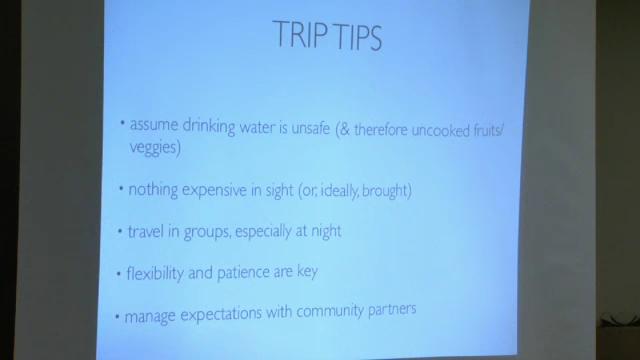 TRIP TIPS
• assume drinking water is unsafe (& therefore uncooked fruits/
veggies)
• nothing expensive in sight (or, ideally, brought)
• travel in groups, especially at night
• flexibility and patience are key
• manage expectations with community partners